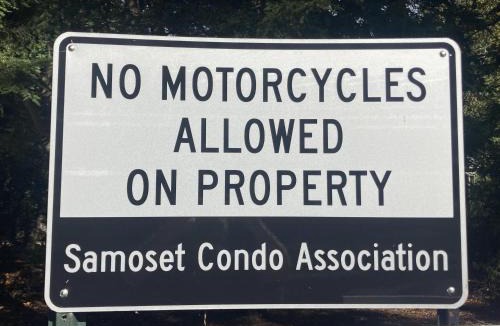 NO MOTORCYCLES
ALLOWED
ON PROPERTY
Samoset Condo Association